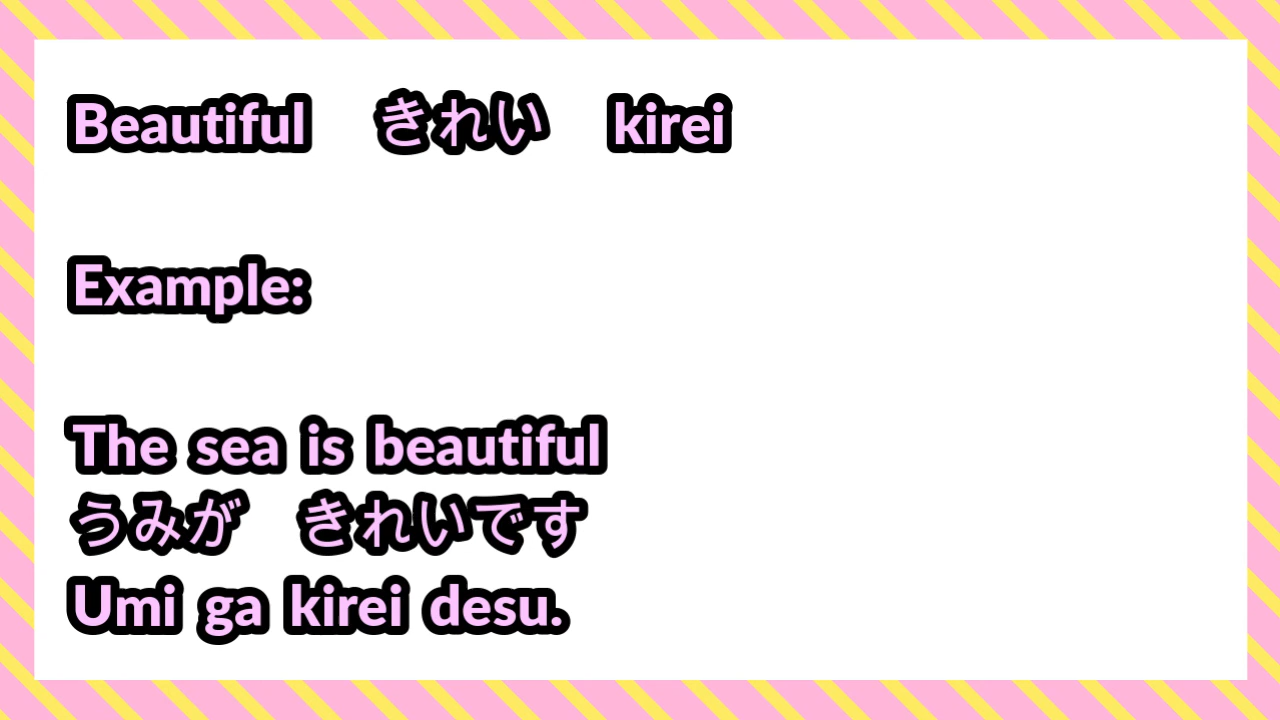 Beautiful　きれい　kirei
Example:
The sea is beautiful
うみが　きれいです
Umi ga kirei desu.